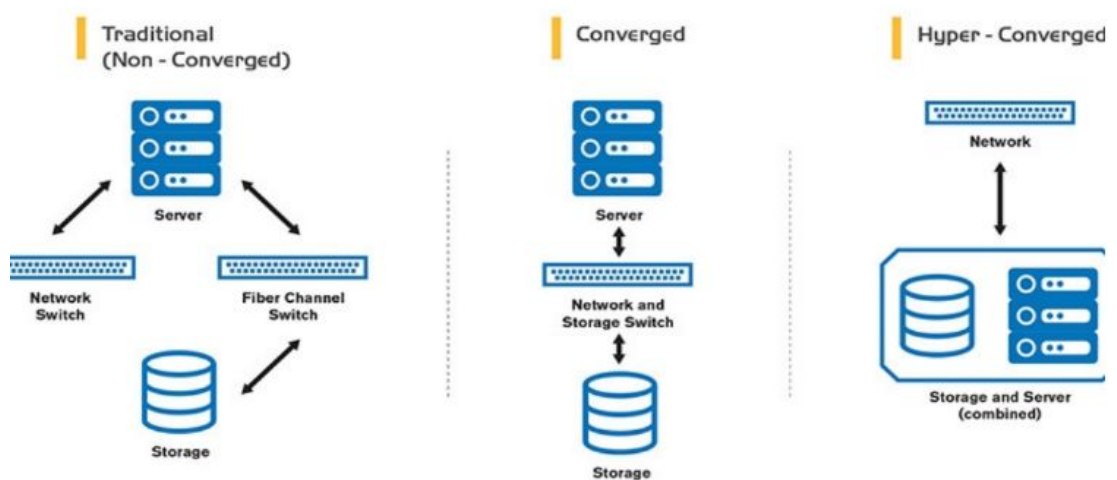 Traditional
(Non - Converged)
Server
Network
Switch
Fiber Channel
Switch
Storage
Converged
Server
Network and
Storage Switch
Storage
Hyper - Converged
Network
Storage and Server
(combined)